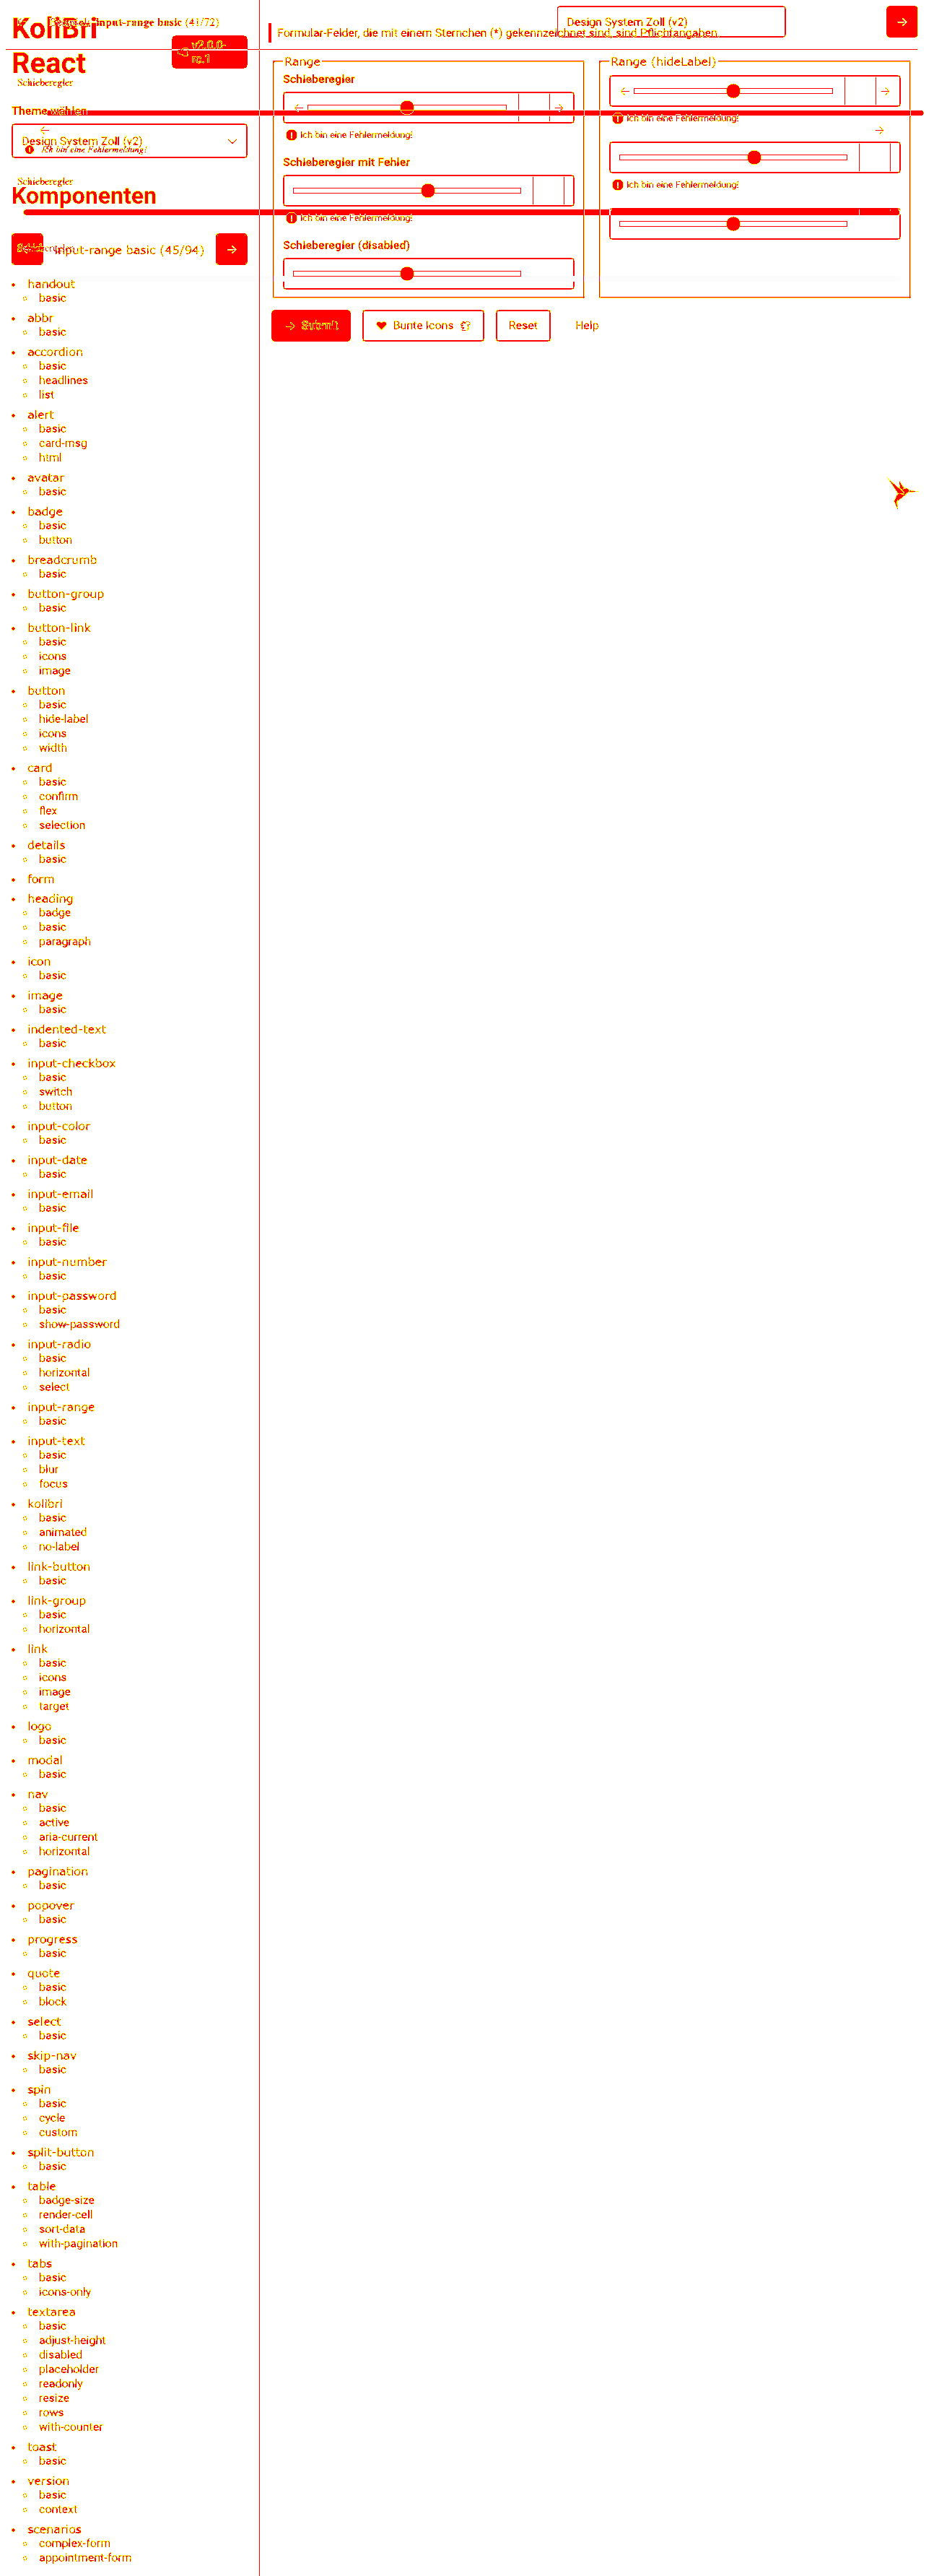 KoliBri
input-range basic (41/72)
React
v2.0.0-
rc.1
Schieberegler
Theme wählen
Design System Zoll (v2)
Ich bin eine Fehlermeldung!
Schieberegler
Komponenten
input-range basic (45/94)
handout
basic
abbr
basic
accordion
basic
headlines
list
alert
basic
card-msg
html
avatar
basic
badge
basic
button
breadcrumb
basic
button-group
basic
button-link
basic
icons
image
button
basic
hide-label
icons
width
card
basic
confirm
flex
selection
details
basic
form
heading
badge
basic
paragraph
icon
basic
image
basic
indented-text
basic
input-checkbox
basic
switch
button
input-color
basic
input-date
basic
input-email
basic
input-file
basic
input-number
basic
input-password
basic
show-password
input-radio
basic
horizontal
select
input-range
basic
input-text
basic
blur
focus
kolibri
basic
animated
no-label
link-button
basic
link-group
basic
horizontal
link
basic
icons
image
target
logo
basic
modal
basic
nav
basic
active
aria-current
horizontal
pagination
basic
popover
basic
progress
basic
quote
basic
block
select
basic
skip-nav
basic
spin
basic
cycle
custom
split-button
basic
table
badge-size
render-cell
sort-data
with-pagination
tabs
basic
icons-only
textarea
basic
adjust-height
disabled
placeholder
readonly
resize
rows
with-counter
toast
basic
version
basic
context
scenarios
complex-form
appointment-form
Design System Zoll (v2)
Formular-Felder, die mit einem Sternchen (*) gekennzeichnet sind, sind Pflichtangaben
Range
Schieberegler
Ich bin eine Fehlermeldung!
Schieberegler mit Fehler
Ich bin eine Fehlermeldung!
Schieberegler (disabled)
Range (hideLabel)
Ich bin eine Fehlermeldung!
Ich bin eine Fehlermeldung!
Submit
Bunte Icons
Reset
Help